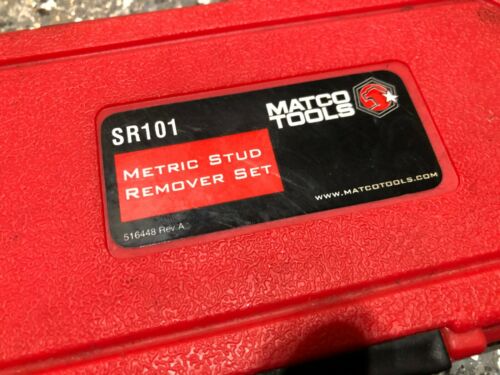 SR101
MATCO
TOOLS
METRIC STUD
REMOVER SET
WWW.MATCOTOOLS.COM
516448 Rev A